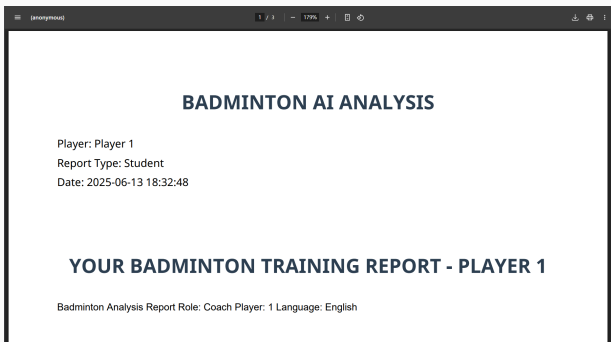 (anonymous) 1 / 3 179%
BADMINTON AI ANALYSIS
Player: Player 1
Report Type: Student
Date: 2025-06-13 18:32:48
YOUR BADMINTON TRAINING REPORT - PLAYER 1
Badminton Analysis Report Role: Coach Player: 1 Language: English